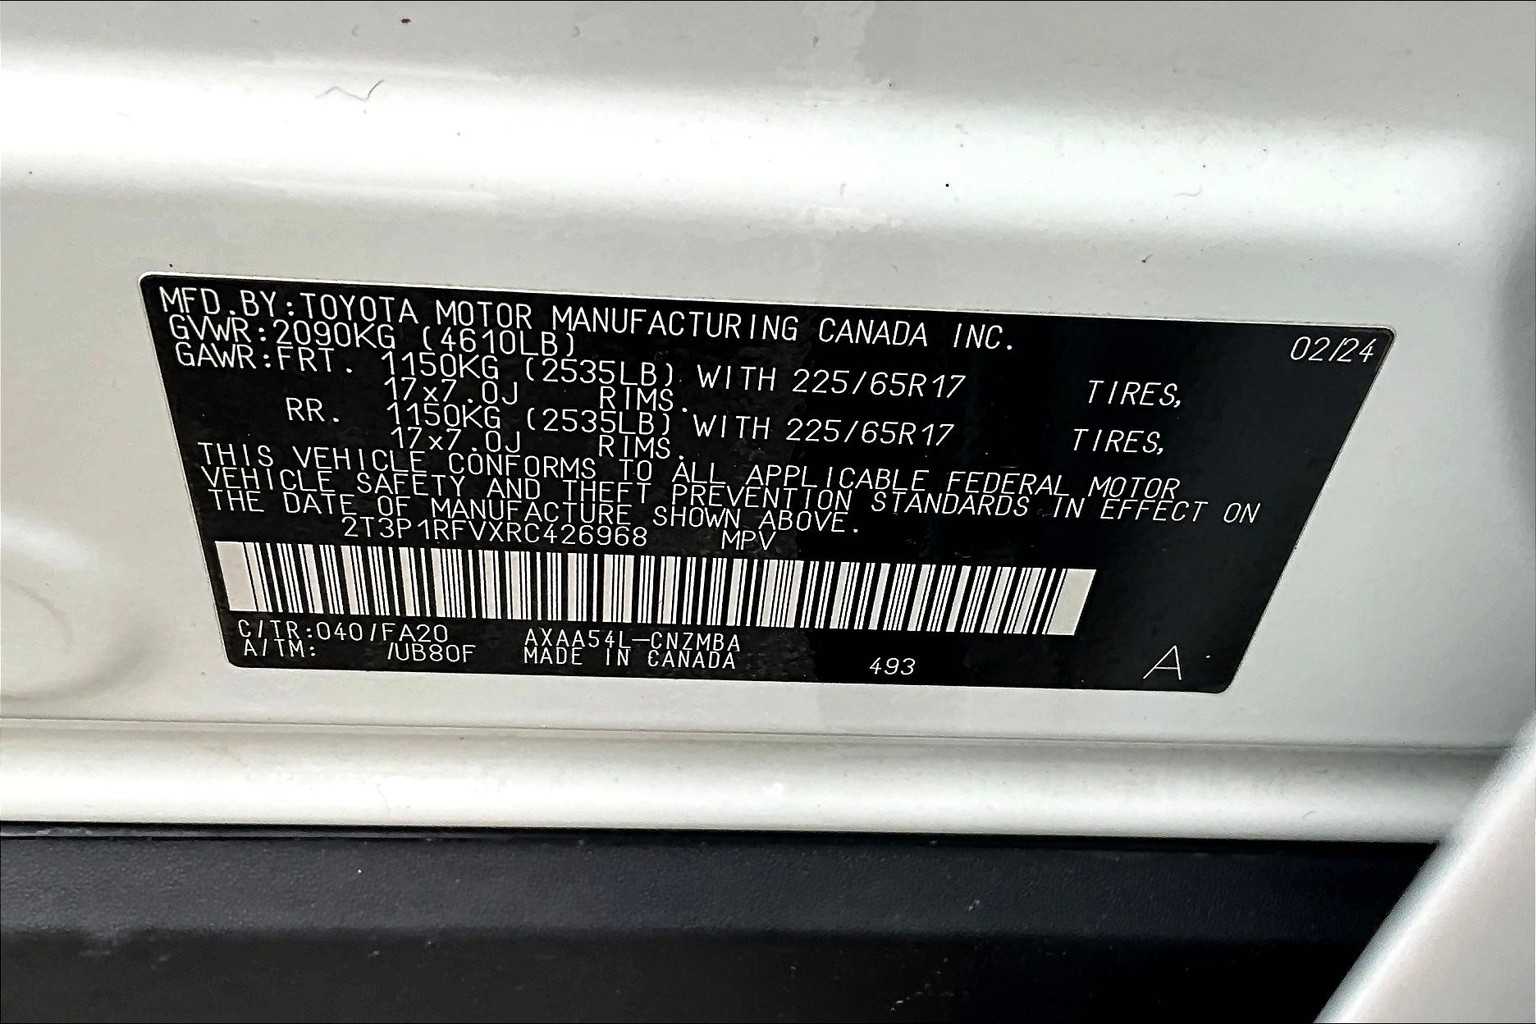 MFD.BY:TOYOTA MOTOR MANUFACTURING CANADA INC. 02/24
GVWR:2090KG (4610LB)
GAWR:FRT. 1150KG (2535LB) WITH 225/65R17 TIRES,
17x7.0J RIMS.
RR. 1150KG (2535LB) WITH 225/65R17 TIRES,
17x7.0J RIMS.
THIS VEHICLE CONFORMS TO ALL APPLICABLE FEDERAL MOTOR
VEHICLE SAFETY AND THEFT PREVENTION STANDARDS IN EFFECT ON
THE DATE OF MANUFACTURE SHOWN ABOVE.
2T3P1RFVXRC426968 MPV
C/TR:040/FA20 AXAA54L-CNZMBA
A/TM: /UB80F MADE IN CANADA 493 A